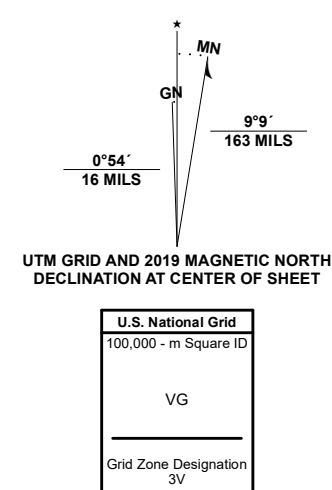 ★
MN
GN
9°9´
163 MILS
0°54´
16 MILS
UTM GRID AND 2019 MAGNETIC NORTH
DECLINATION AT CENTER OF SHEET
U.S. National Grid
100,000 - m Square ID
VG
Grid Zone Designation
3V